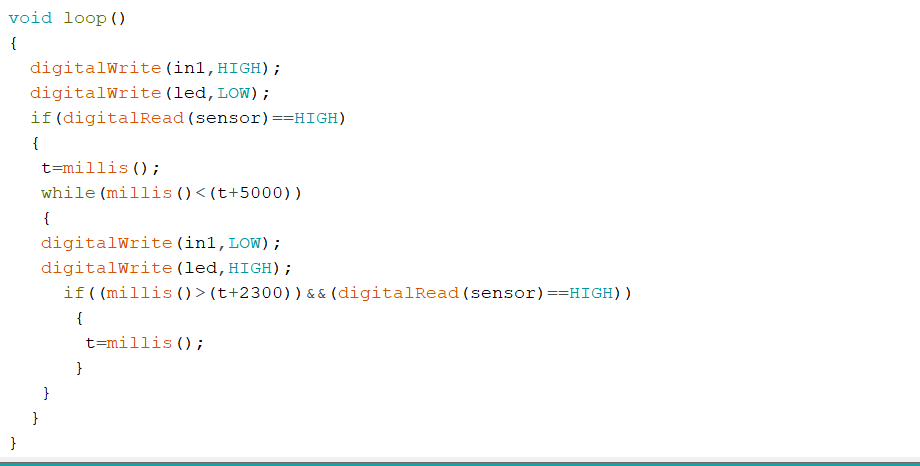 void loop()
{
  digitalWrite(in1,HIGH);
  digitalWrite(led,LOW);
  if(digitalRead(sensor)==HIGH)
  {
   t=millis();
   while(millis()<(t+5000))
   {
   digitalWrite(in1,LOW);
   digitalWrite(led,HIGH);
     if((millis()>(t+2300))&&(digitalRead(sensor)==HIGH))
      {
       t=millis();
      }
   }
  }
}